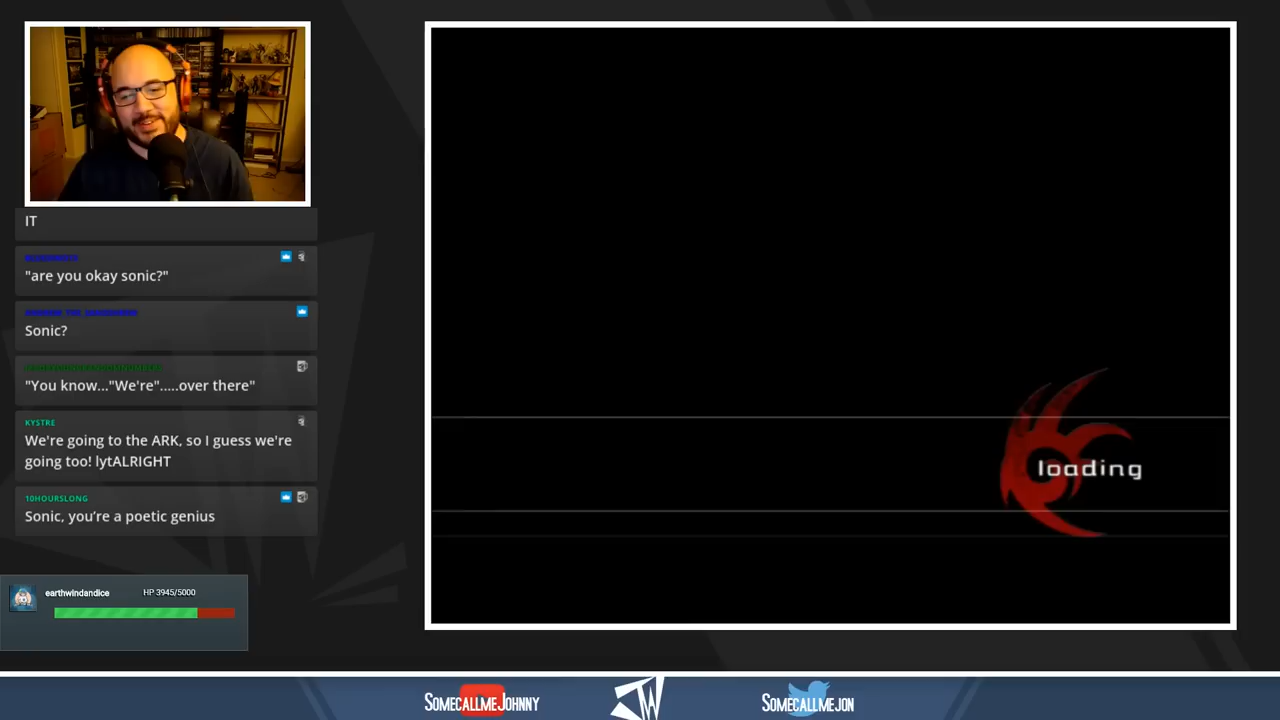 IT
"are you okay sonic?"
Sonic?
"You know..."We're".....over there"
KYSTRE
We're going to the ARK, so I guess we're
going too! lytALRIGHT
10HOURSLONG
Sonic, you're a poetic genius
earthwindandice HP 3945/5000
loading
SOMECALLMEJOHNNY
SOMECALLMEJON